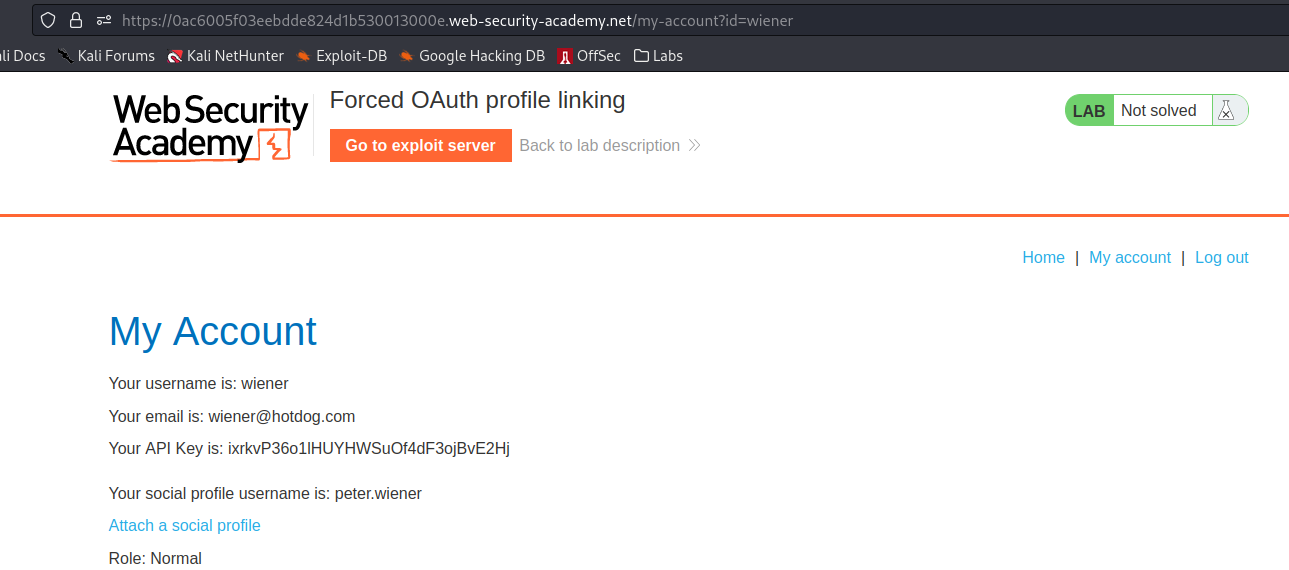 https://0ac6005f03eebdde824d1b530013000e.web-security-academy.net/my-account?id=wiener
ali Docs Kali Forums Kali NetHunter Exploit-DB Google Hacking DB OffSec Labs
Web Security Academy
Forced OAuth profile linking
LAB Not solved
Go to exploit server Back to lab description
Home | My account | Log out
My Account
Your username is: wiener
Your email is: wiener@hotdog.com
Your API Key is: ixrkvP36o1lHUYHWSuOf4dF3ojBvE2Hj
Your social profile username is: peter.wiener
Attach a social profile
Role: Normal